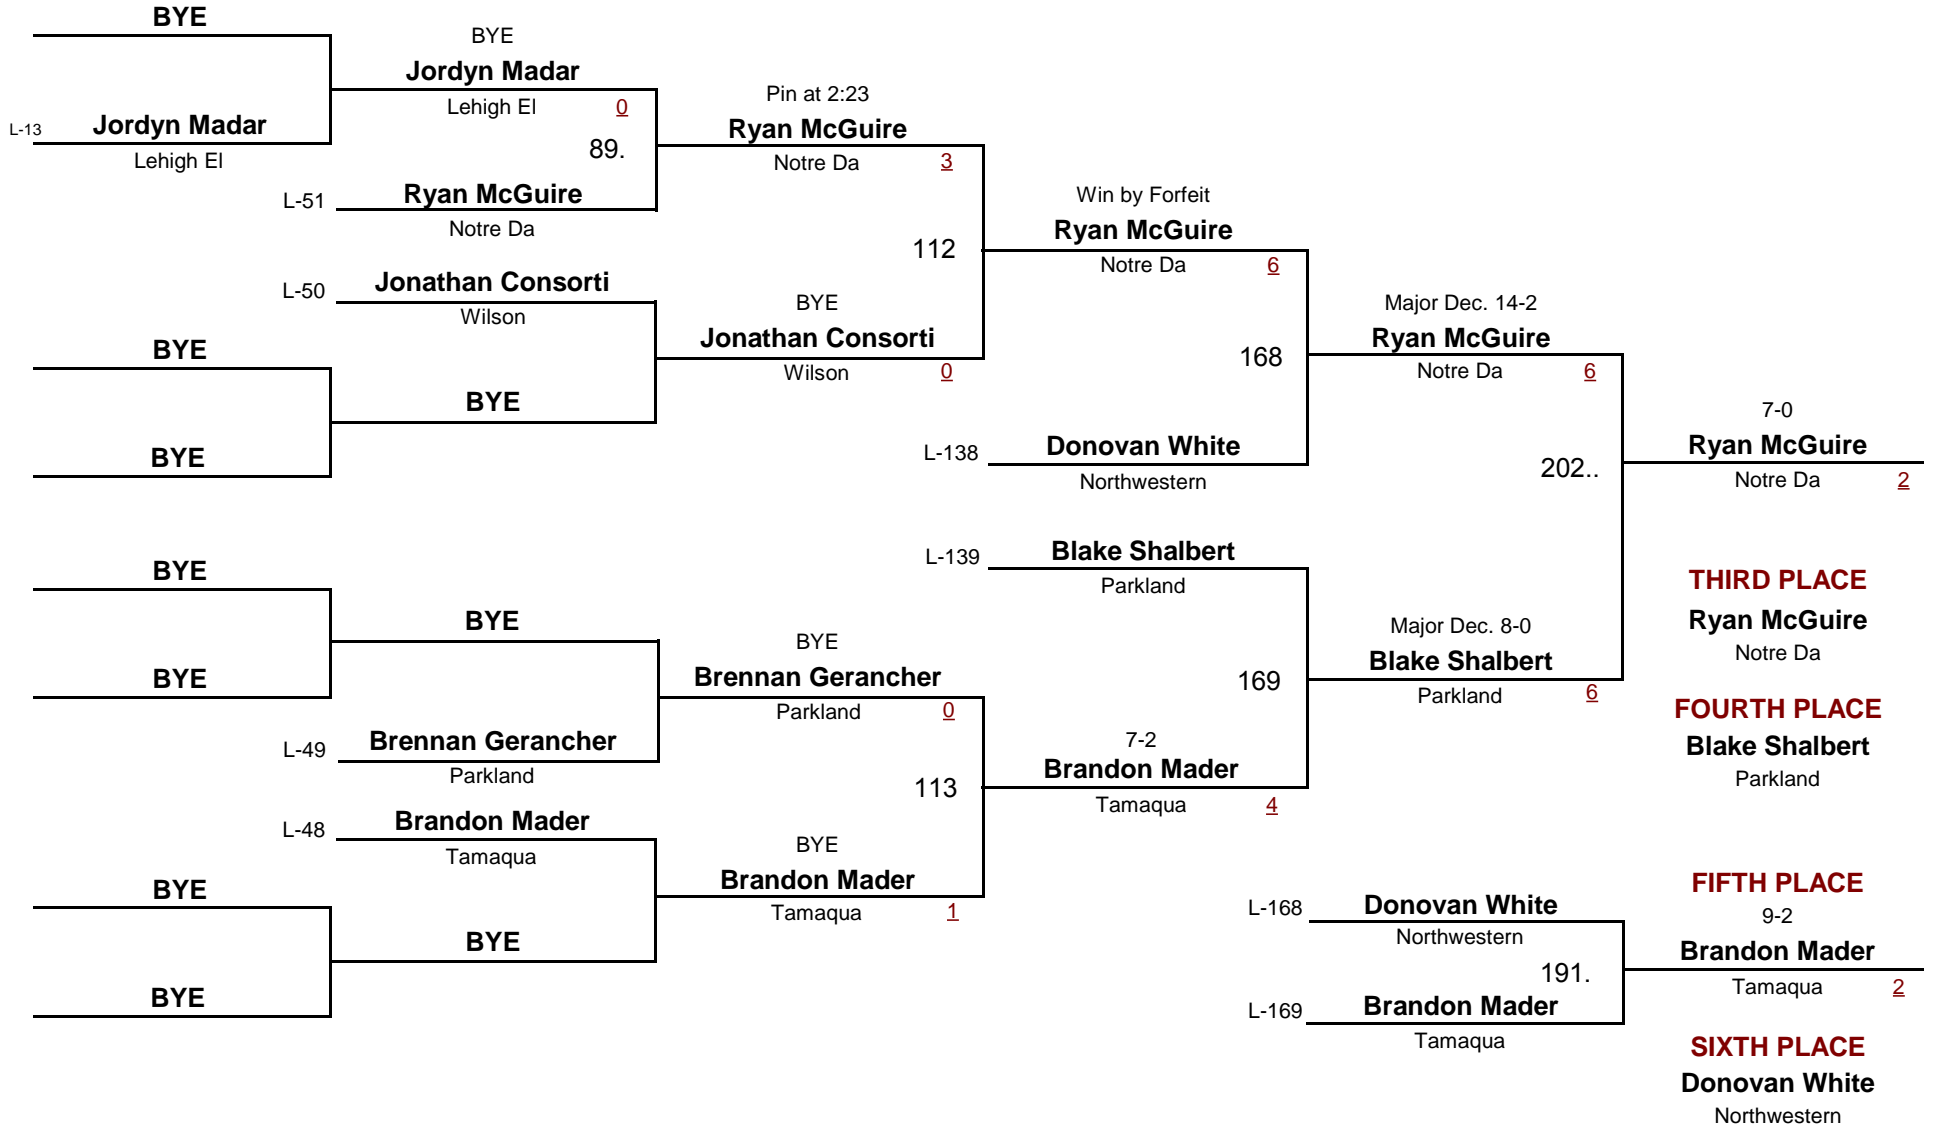 BYE
BYE
Jordyn Madar
Lehigh El
0
L-13
Jordyn Madar
Lehigh El
89.
Pin at 2:23
Ryan McGuire
Notre Da
3
L-51
Ryan McGuire
Notre Da
112
Win by Forfeit
Ryan McGuire
Notre Da
6
L-50
Jonathan Consorti
Wilson
BYE
Jonathan Consorti
Wilson
0
BYE
BYE
BYE
168
Major Dec. 14-2
Ryan McGuire
Notre Da
6
L-138
Donovan White
Northwestern
202..
7-0
Ryan McGuire
Notre Da
2
BYE
BYE
BYE
L-139
Blake Shalbert
Parkland
BYE
Brennan Gerancher
Parkland
0
169
Major Dec. 8-0
Blake Shalbert
Parkland
6
THIRD PLACE
Ryan McGuire
Notre Da
FOURTH PLACE
Blake Shalbert
Parkland
L-49
Brennan Gerancher
Parkland
113
7-2
Brandon Mader
Tamaqua
4
L-48
Brandon Mader
Tamaqua
BYE
Brandon Mader
Tamaqua
1
BYE
BYE
BYE
L-168
Donovan White
Northwestern
191.
L-169
Brandon Mader
Tamaqua
FIFTH PLACE
9-2
Brandon Mader
Tamaqua
2
SIXTH PLACE
Donovan White
Northwestern